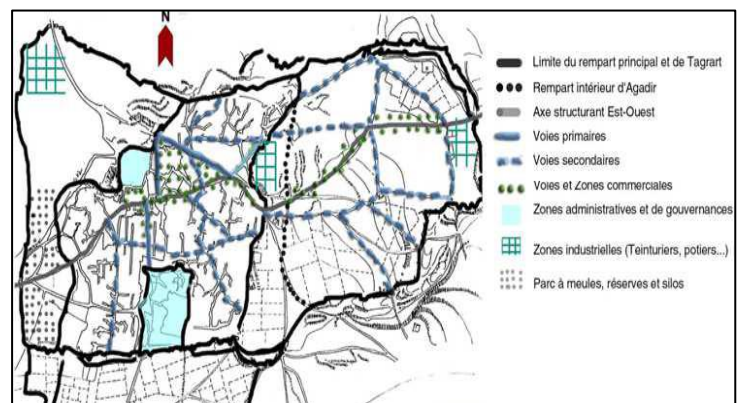 N
Limite du rempart principal et de Tagrart
Rempart intérieur d'Agadir
Axe structurant Est-Ouest
Voies primaires
Voies secondaires
Voies et Zones commerciales
Zones administratives et de gouvernances
Zones industrielles (Teinturiers, potiers...)
Parc à meules, réserves et silos